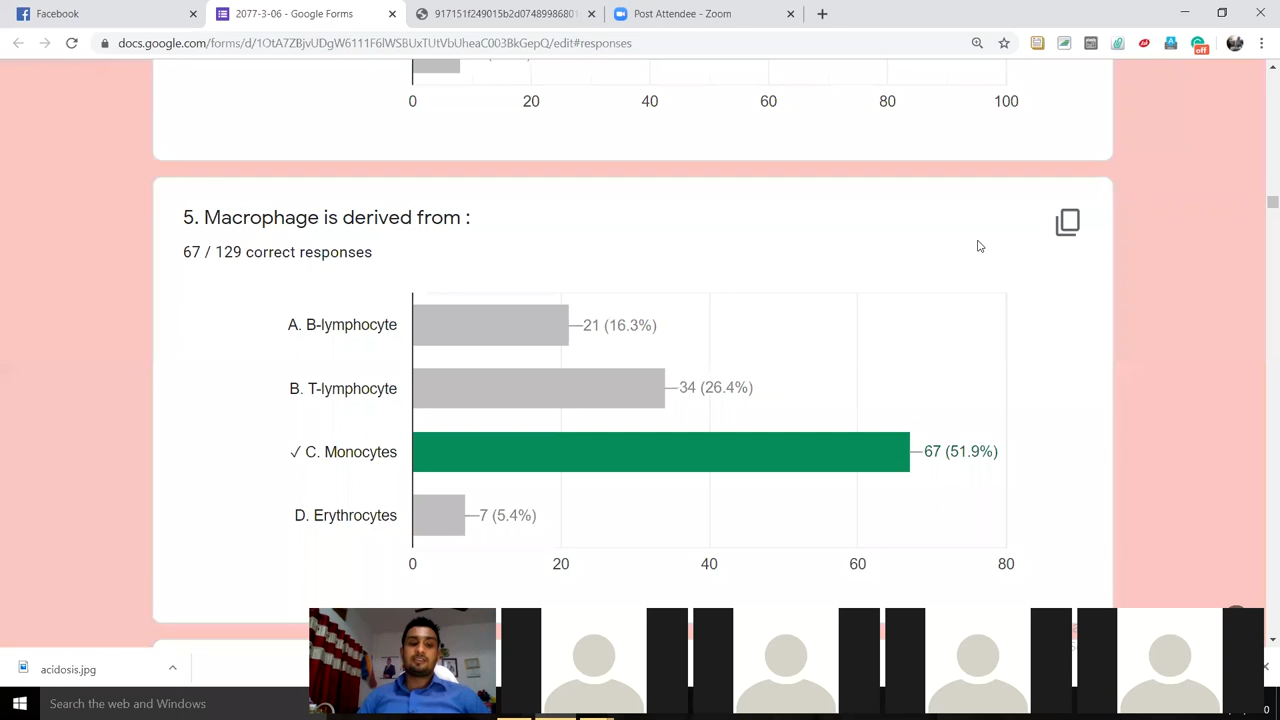 Facebook
2077-3-06 - Google Forms
917151f249015b2d07489986801
Post Attendee - Zoom
docs.google.com/forms/d/1OtA7ZBjvUDgW6111F6lWSBUxTUtVbUheaC003BkGepQ/edit#responses
off
0 20 40 60 80 100
5. Macrophage is derived from :
67 / 129 correct responses
A. B-lymphocyte 21 (16.3%)
B. T-lymphocyte 34 (26.4%)
✓ C. Monocytes 67 (51.9%)
D. Erythrocytes 7 (5.4%)
0 20 40 60 80
acidosis.jpg
Search the web and Windows